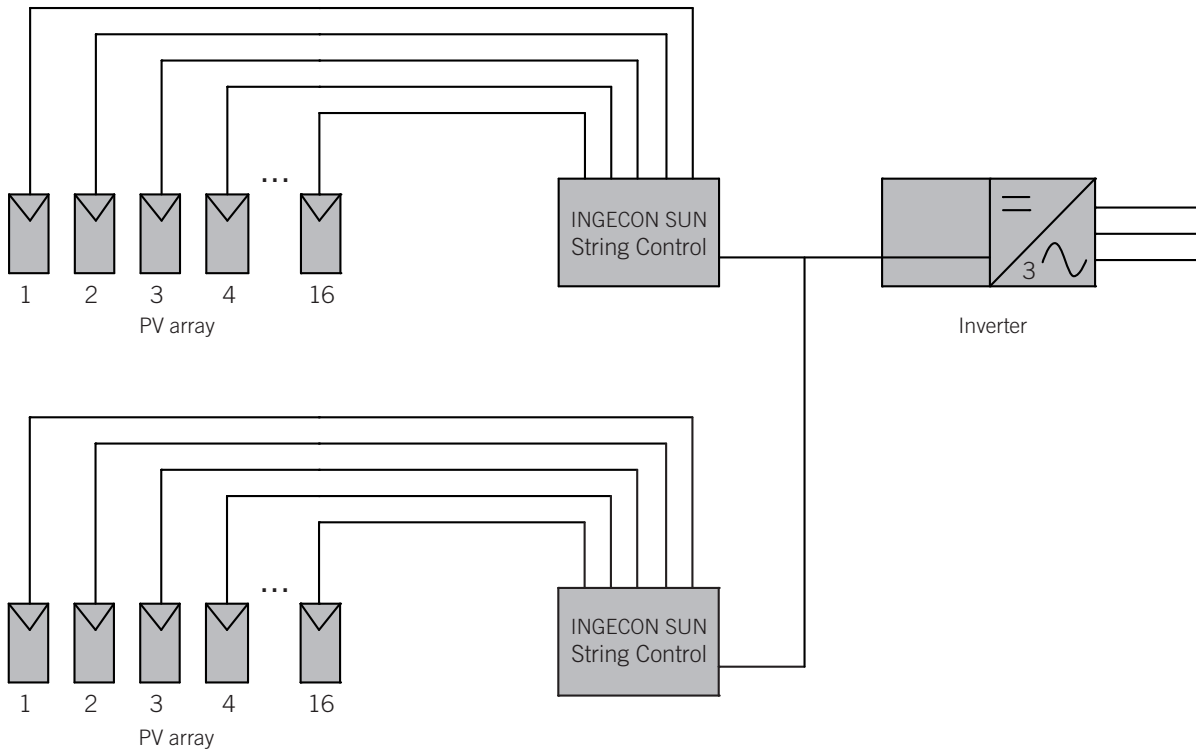 ...
1 2 3 4 16
PV array
INGECON SUN
String Control
3
Inverter
...
1 2 3 4 16
PV array
INGECON SUN
String Control